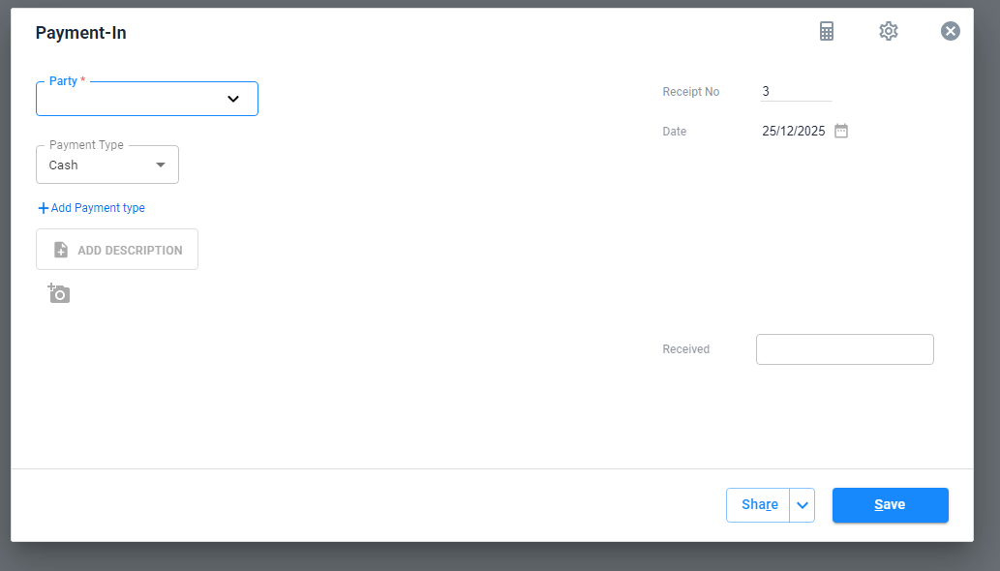 Payment-In
Party *
Receipt No 3
Date 25/12/2025
Payment Type
Cash
Add Payment type
ADD DESCRIPTION
Received
Share
Save